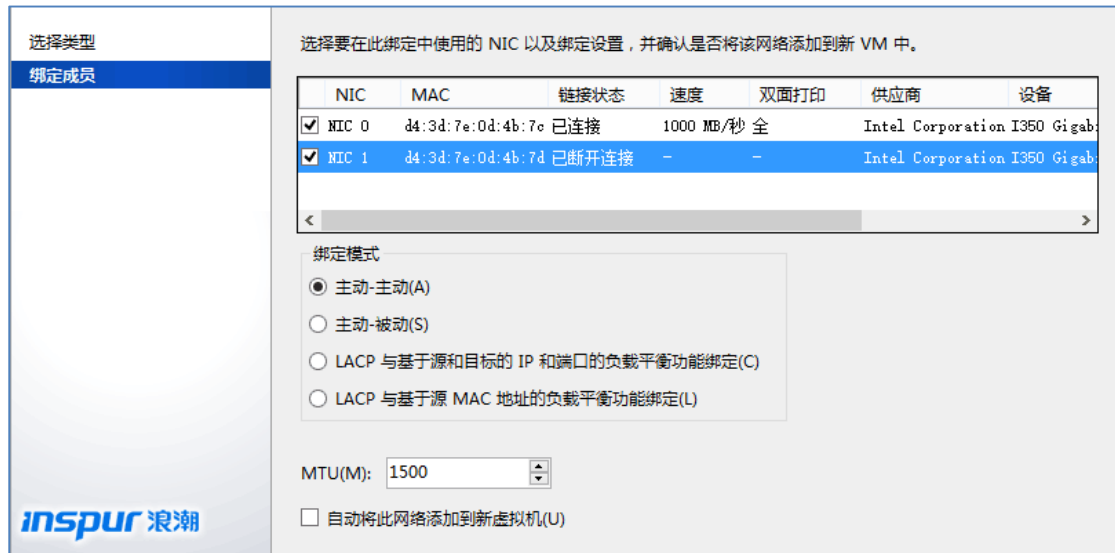 选择类型
绑定成员
选择要在此绑定中使用的 NIC 以及绑定设置，并确认是否将该网络添加到新 VM 中。
NIC MAC 链接状态 速度 双面打印 供应商 设备
NIC 0 d4:3d:7e:0d:4b:7c 已连接 1000 MB/秒 全 Intel Corporation I350 Gigab
NIC 1 d4:3d:7e:0d:4b:7d 已断开连接 - - Intel Corporation I350 Gigab
绑定模式
主动-主动(A)
主动-被动(S)
LACP 与基于源和目标的 IP 和端口的负载平衡功能绑定(C)
LACP 与基于源 MAC 地址的负载平衡功能绑定(L)
MTU(M): 1500
自动将此网络添加到新虚拟机(U)
inspur 浪潮